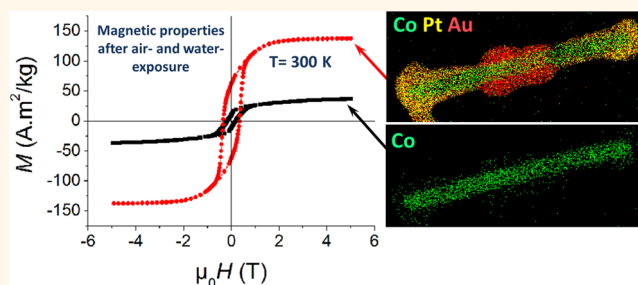 Magnetic properties
after air- and water-
exposure
T= 300 K
M (A.m²/kg)
150
100
50
0
-50
-100
-150
-6 -4 -2 0 2 4 6
μ₀H (T)
Co Pt Au
Co